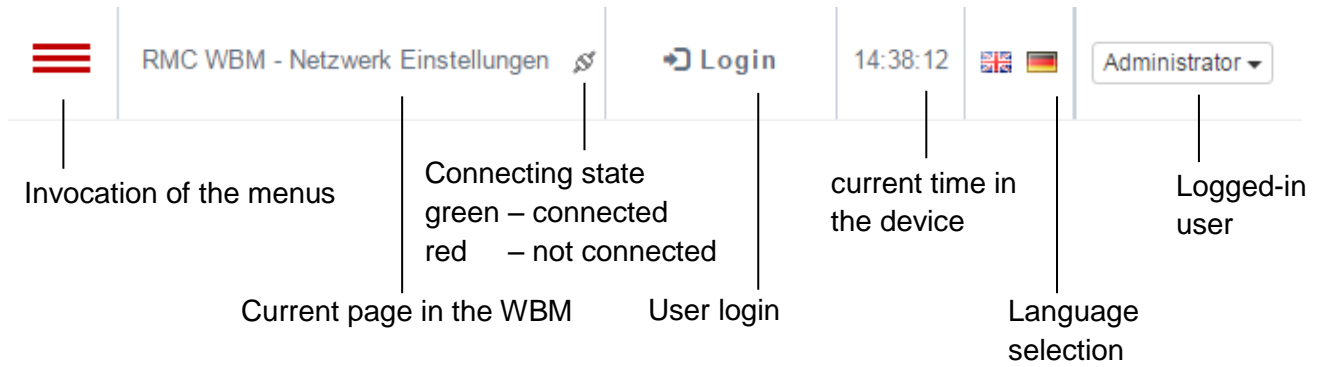 RMC WBM - Netzwerk Einstellungen
Login
14:38:12
Administrator
Invocation of the menus
Connecting state
green – connected
red – not connected
current time in
the device
Logged-in
user
Current page in the WBM
User login
Language
selection